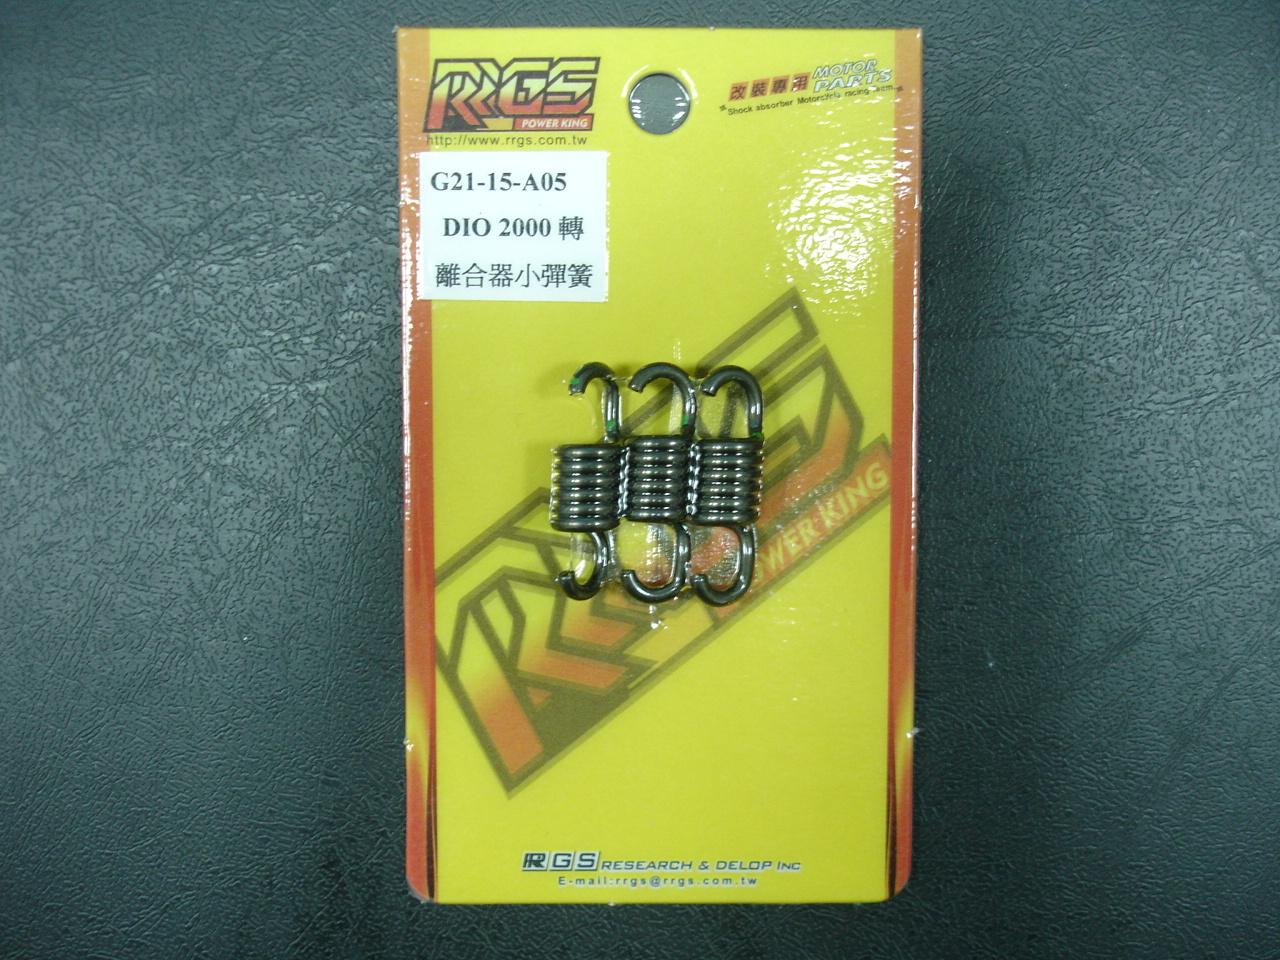 RRGS
POWER KING
http://www.rrgs.com.tw
改裝專用 MOTOR PARTS
Shock absorber Motorcycle racing team
G21-15-A05
DIO 2000 轉
離合器小彈簧
POWER KING
RRGS RESEARCH & DELOP INC
E-mail:rrgs@rrgs.com.tw